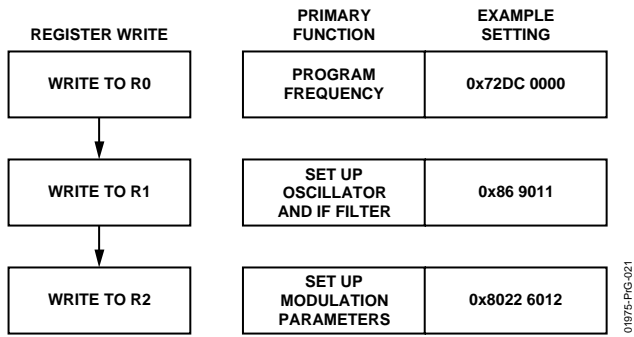 REGISTER WRITE
PRIMARY
FUNCTION
EXAMPLE
SETTING
WRITE TO R0
PROGRAM
FREQUENCY
0x72DC 0000
WRITE TO R1
SET UP
OSCILLATOR
AND IF FILTER
0x86 9011
WRITE TO R2
SET UP
MODULATION
PARAMETERS
0x8022 6012
01975-PrG-021